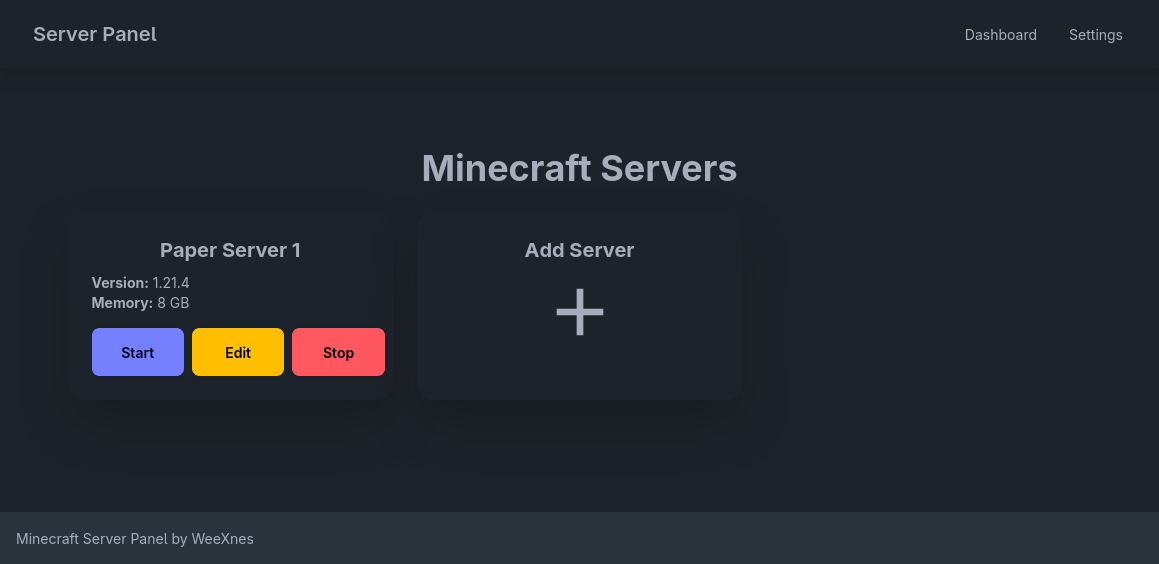 Server Panel
Dashboard
Settings
Minecraft Servers
Paper Server 1
Version: 1.21.4
Memory: 8 GB
Start
Edit
Stop
Add Server
+
Minecraft Server Panel by WeeXnes